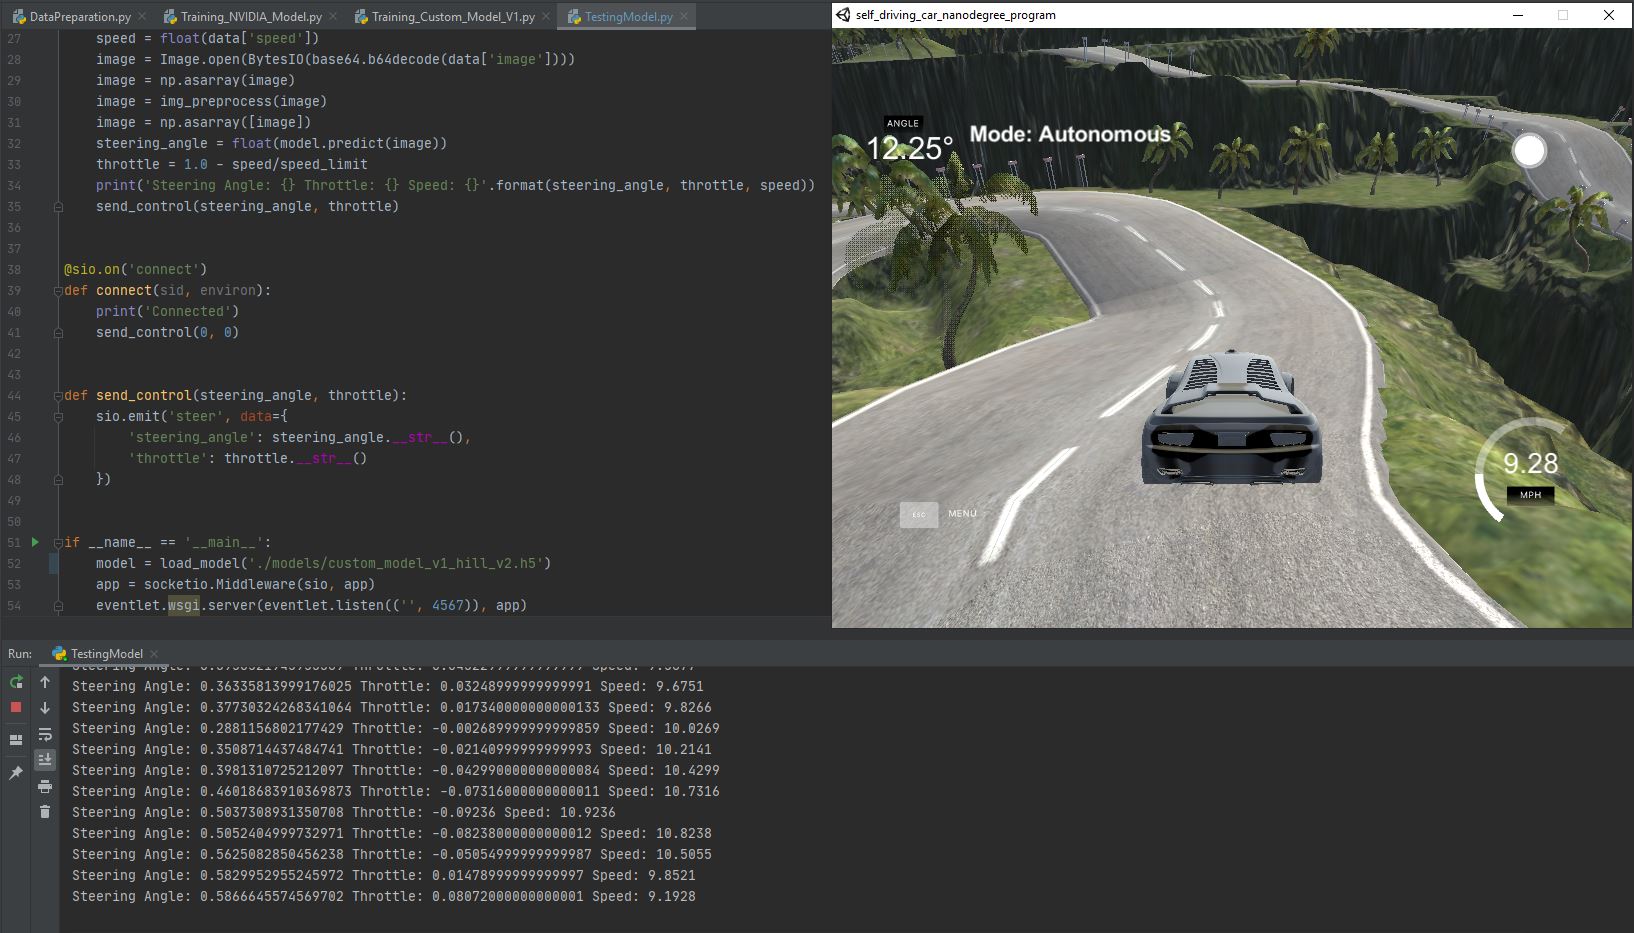 DataPreparation.py
Training_NVIDIA_Model.py
Training_Custom_Model_V1.py
TestingModel.py
27 speed = float(data['speed'])
28 image = Image.open(BytesIO(base64.b64decode(data['image'])))
29 image = np.asarray(image)
30 image = img_preprocess(image)
31 image = np.asarray([image])
32 steering_angle = float(model.predict(image))
33 throttle = 1.0 - speed/speed_limit
34 print('Steering Angle: {} Throttle: {} Speed: {}'.format(steering_angle, throttle, speed))
35 send_control(steering_angle, throttle)
36
37
38 @sio.on('connect')
39 def connect(sid, environ):
40 print('Connected')
41 send_control(0, 0)
42
43
44 def send_control(steering_angle, throttle):
45 sio.emit('steer', data={
46 'steering_angle': steering_angle.__str__(),
47 'throttle': throttle.__str__()
48 })
49
50
51 if __name__ == '__main__':
52 model = load_model('./models/custom_model_v1_hill_v2.h5')
53 app = socketio.Middleware(sio, app)
54 eventlet.wsgi.server(eventlet.listen(('', 4567)), app)
self_driving_car_nanodegree_program
ANGLE
12.25°
Mode: Autonomous
9.28
MPH
ESC MENU
Run: TestingModel
Steering Angle: 0.36335813999176025 Throttle: 0.03248999999999991 Speed: 9.6751
Steering Angle: 0.37730324268341064 Throttle: 0.017340000000000133 Speed: 9.8266
Steering Angle: 0.2881156802177429 Throttle: -0.002689999999999859 Speed: 10.0269
Steering Angle: 0.3508714437484741 Throttle: -0.02140999999999993 Speed: 10.2141
Steering Angle: 0.3981310725212097 Throttle: -0.042990000000000084 Speed: 10.4299
Steering Angle: 0.46018683910369873 Throttle: -0.07316000000000011 Speed: 10.7316
Steering Angle: 0.5037308931350708 Throttle: -0.09236 Speed: 10.9236
Steering Angle: 0.5052404999732971 Throttle: -0.08238000000000012 Speed: 10.8238
Steering Angle: 0.5625082850456238 Throttle: -0.05054999999999987 Speed: 10.5055
Steering Angle: 0.5829952955245972 Throttle: 0.01478999999999997 Speed: 9.8521
Steering Angle: 0.5866645574569702 Throttle: 0.08072000000000001 Speed: 9.1928